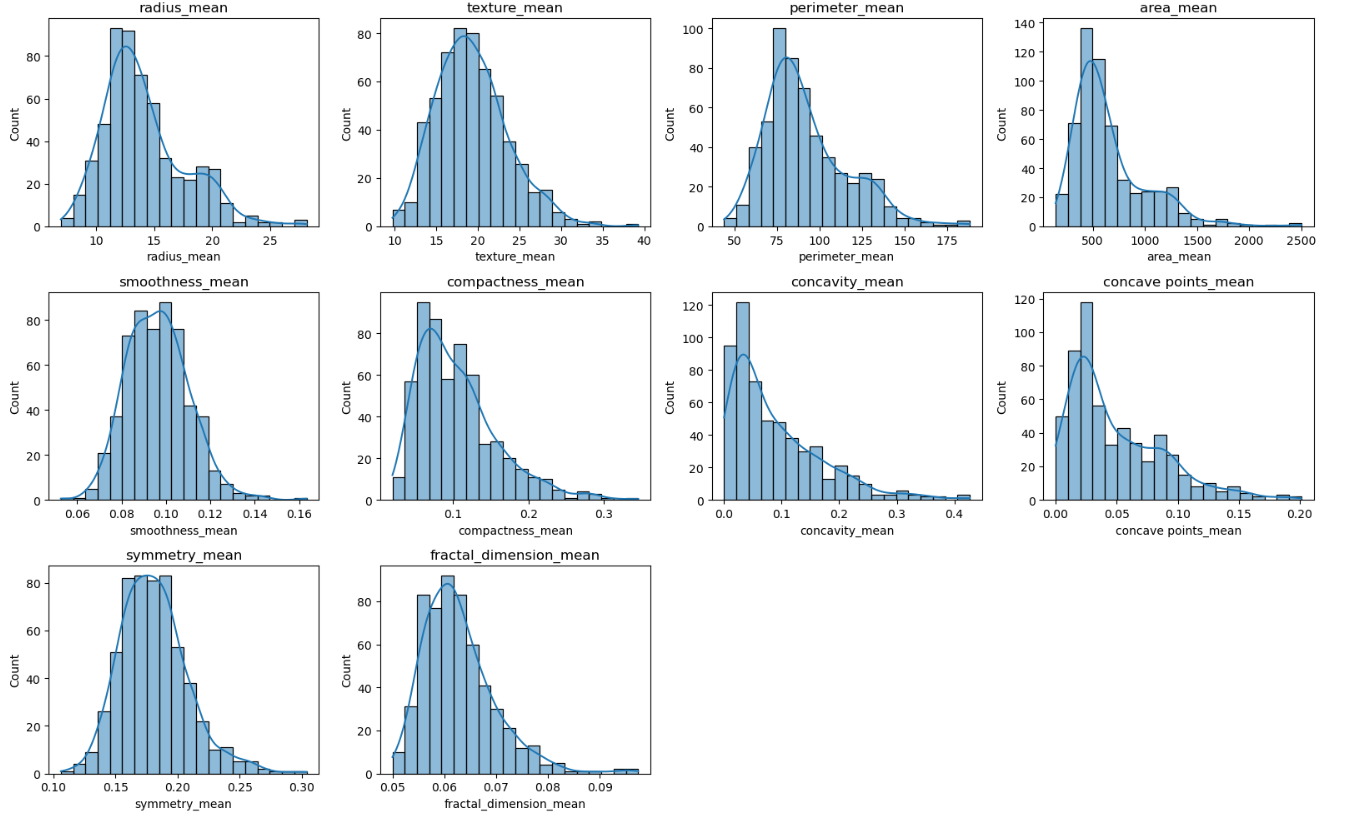 radius_mean
Count
80
60
40
20
0
10 15 20 25
radius_mean
texture_mean
Count
80
60
40
20
0
10 15 20 25 30 35 40
texture_mean
perimeter_mean
Count
100
80
60
40
20
0
50 75 100 125 150 175
perimeter_mean
area_mean
Count
140
120
100
80
60
40
20
0
500 1000 1500 2000 2500
area_mean
smoothness_mean
Count
80
60
40
20
0
0.06 0.08 0.10 0.12 0.14 0.16
smoothness_mean
compactness_mean
Count
80
60
40
20
0
0.1 0.2 0.3
compactness_mean
concavity_mean
Count
120
100
80
60
40
20
0
0.0 0.1 0.2 0.3 0.4
concavity_mean
concave points_mean
Count
120
100
80
60
40
20
0
0.00 0.05 0.10 0.15 0.20
concave points_mean
symmetry_mean
Count
80
60
40
20
0
0.10 0.15 0.20 0.25 0.30
symmetry_mean
fractal_dimension_mean
Count
80
60
40
20
0
0.05 0.06 0.07 0.08 0.09
fractal_dimension_mean